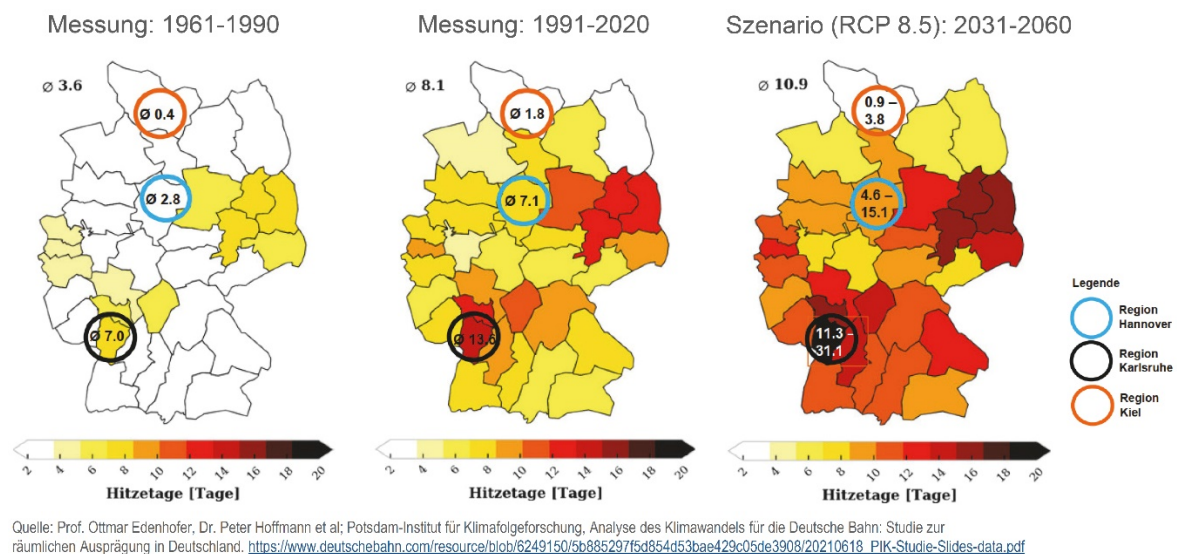 Messung: 1961-1990
Messung: 1991-2020
Szenario (RCP 8.5): 2031-2060
⌀ 3.6
Ø 0.4
Ø 2.8
Ø 7.0
2 4 6 8 10 12 14 16 18 20
Hitzetage [Tage]
⌀ 8.1
Ø 1.8
Ø 7.1
Ø 13.6
2 4 6 8 10 12 14 16 18 20
Hitzetage [Tage]
⌀ 10.9
0.9 –
3.8
4.6 –
15.1
11.3 –
31.1
2 4 6 8 10 12 14 16 18 20
Hitzetage [Tage]
Legende
Region
Hannover
Region
Karlsruhe
Region
Kiel
Quelle: Prof. Ottmar Edenhofer, Dr. Peter Hoffmann et al; Potsdam-Institut für Klimafolgeforschung, Analyse des Klimawandels für die Deutsche Bahn: Studie zur
räumlichen Ausprägung in Deutschland. https://www.deutschebahn.com/resource/blob/6249150/5b885297f5d854d53bae429c05de3908/20210618_PIK-Studie-Slides-data.pdf